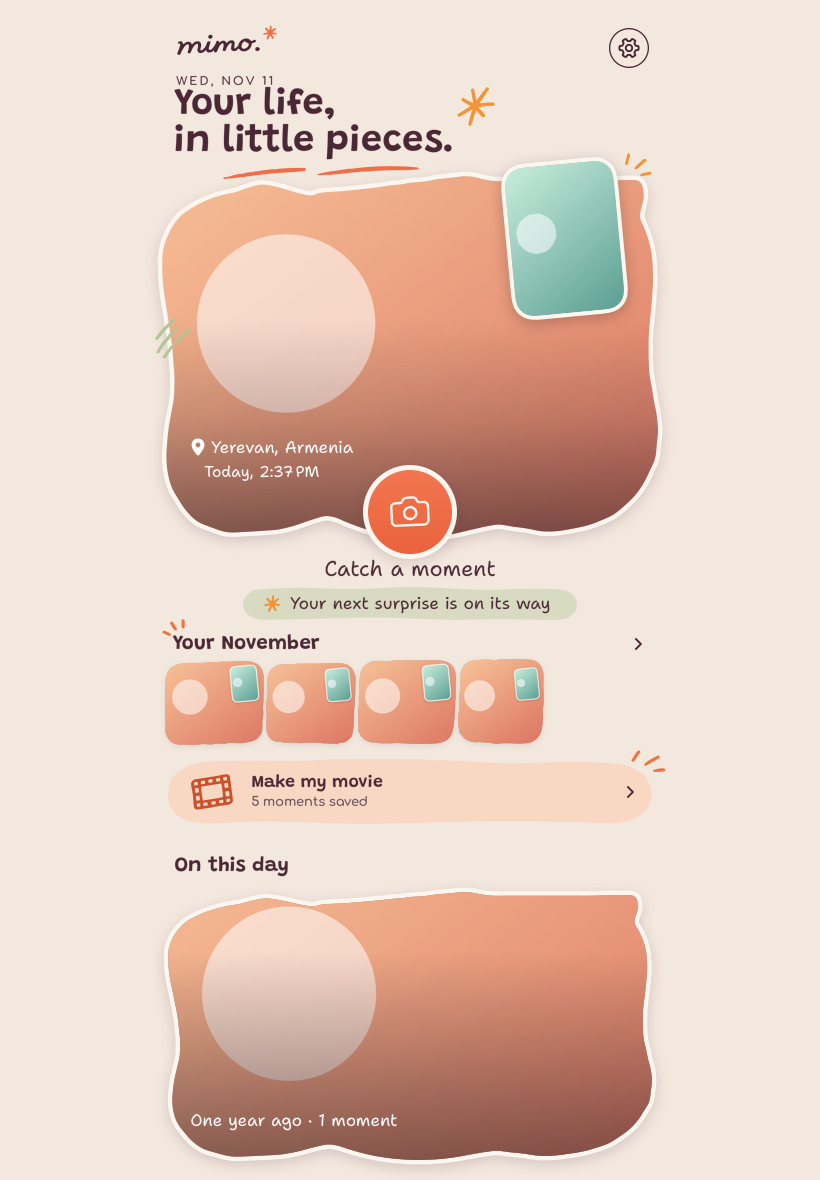 mimo.
WED, NOV 11
Your life,
in little pieces.
Yerevan, Armenia
Today, 2:37 PM
Catch a moment
Your next surprise is on its way
Your November
Make my movie
5 moments saved
On this day
One year ago · 1 moment